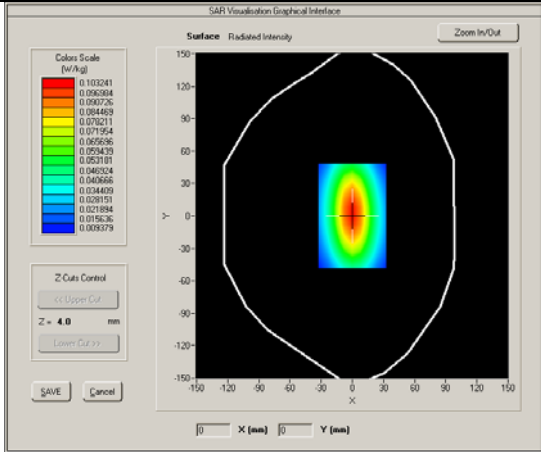 SAR Visualisation Graphical Interface
Surface Radiated Intensity
Zoom In/Out
Colors Scale
(W/kg)
0.103241
0.096984
0.090726
0.084469
0.078211
0.071954
0.065696
0.059439
0.053181
0.046924
0.040666
0.034409
0.028151
0.021894
0.015636
0.009379
150
120
90
60
30
0
-30
-60
-90
-120
-150
Y
-150 -120 -90 -60 -30 0 30 60 90 120 150
X
Z Cuts Control
<< Upper Cut
Z = 4.0 mm
Lower Cut >>
SAVE Cancel
0 X (mm) 0 Y (mm)